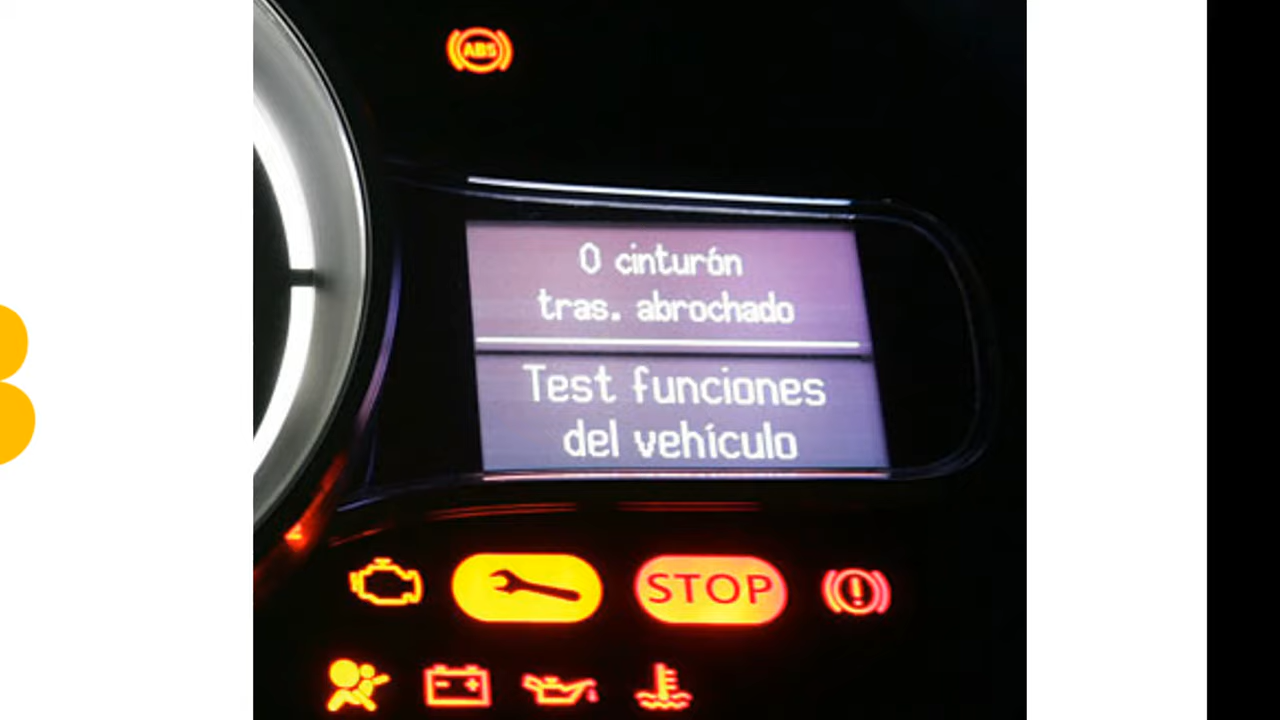 ABS
0 cinturón
tras. abrochado
Test funciones
del vehículo
STOP